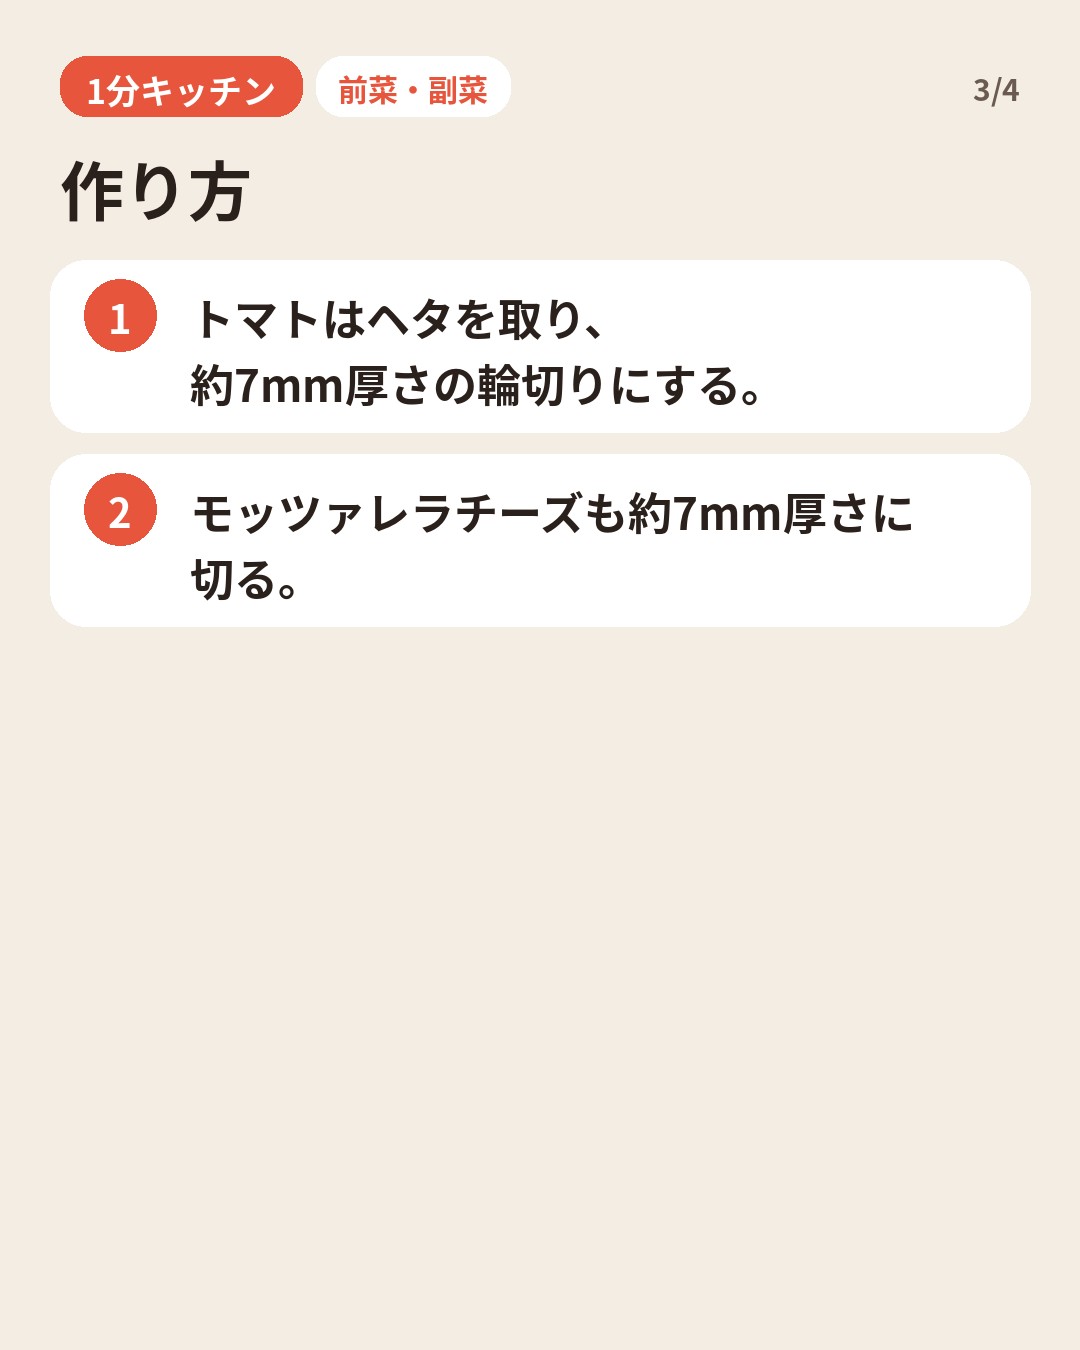 1分キッチン
前菜・副菜
3/4
作り方
1
トマトはヘタを取り、
約7mm厚さの輪切りにする。
2
モッツァレラチーズも約7mm厚さに
切る。